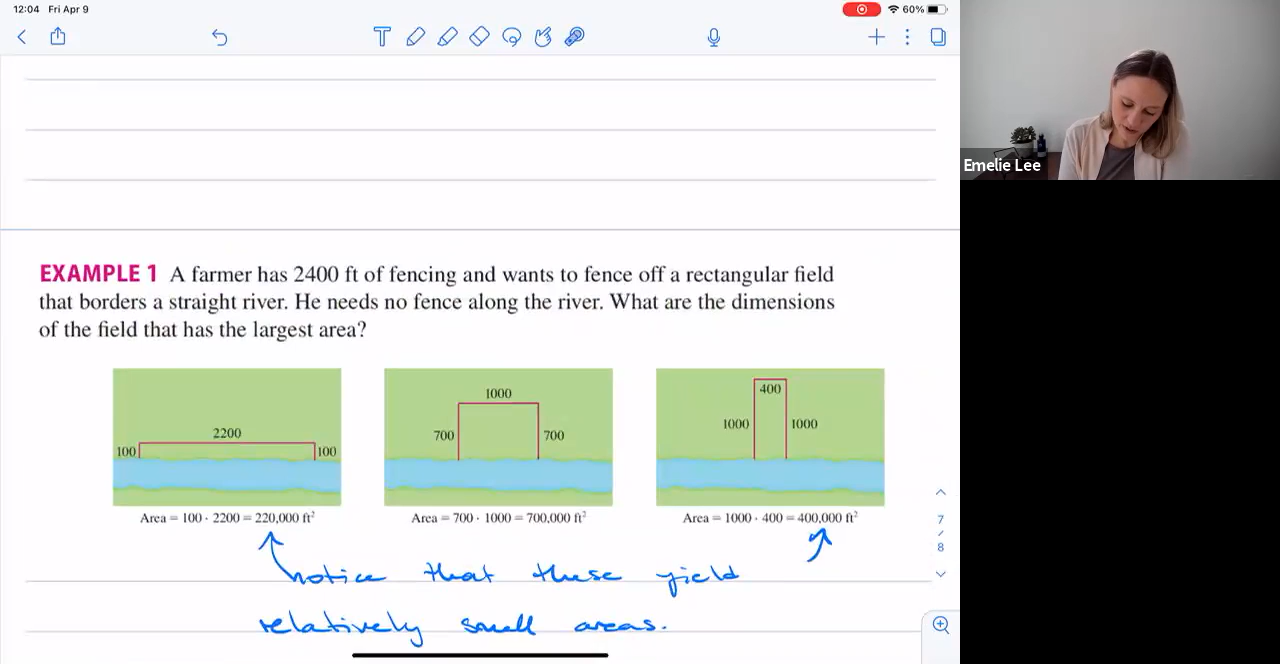 12:04 Fri Apr 9
60%
Emelie Lee
EXAMPLE 1 A farmer has 2400 ft of fencing and wants to fence off a rectangular field
that borders a straight river. He needs no fence along the river. What are the dimensions
of the field that has the largest area?
2200
100
100
Area = 100 · 2200 = 220,000 ft²
1000
700
700
Area = 700 · 1000 = 700,000 ft²
400
1000
1000
Area = 1000 · 400 = 400,000 ft²
notice that these yield
relatively small areas.
7
/
8